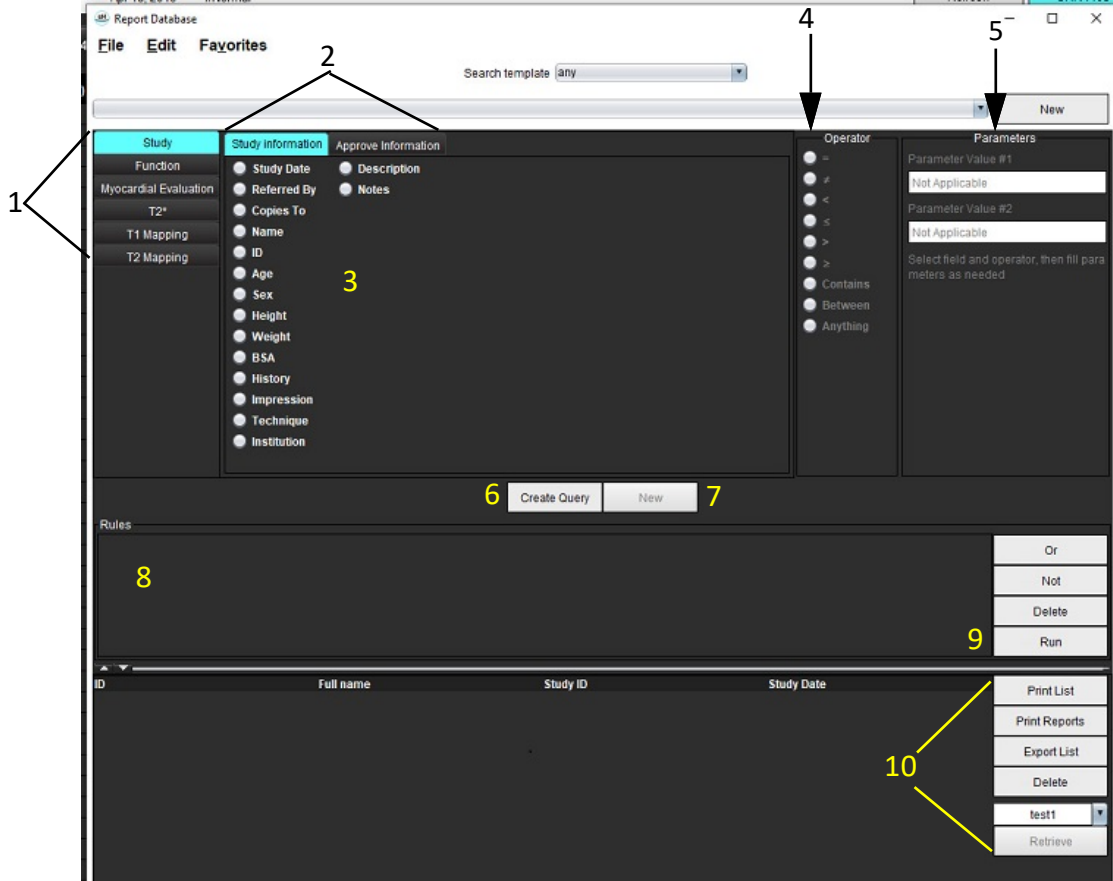 Report Database
4
5
File Edit Favorites
2
Search template any
New
1
Study
Function
Myocardial Evaluation
T2*
T1 Mapping
T2 Mapping
Study Information Approve Information
Study Date Description
Referred By Notes
Copies To
Name
ID
Age
Sex
Height
Weight
BSA
History
Impression
Technique
Institution
3
Operator
=
≠
<
≤
>
≥
Contains
Between
Anything
Parameters
Parameter Value #1
Not Applicable
Parameter Value #2
Not Applicable
Select field and operator, then fill para
meters as needed
6 Create Query New 7
Rules
8
Or
Not
Delete
9 Run
ID Full name Study ID Study Date
10
Print List
Print Reports
Export List
Delete
test1
Retrieve